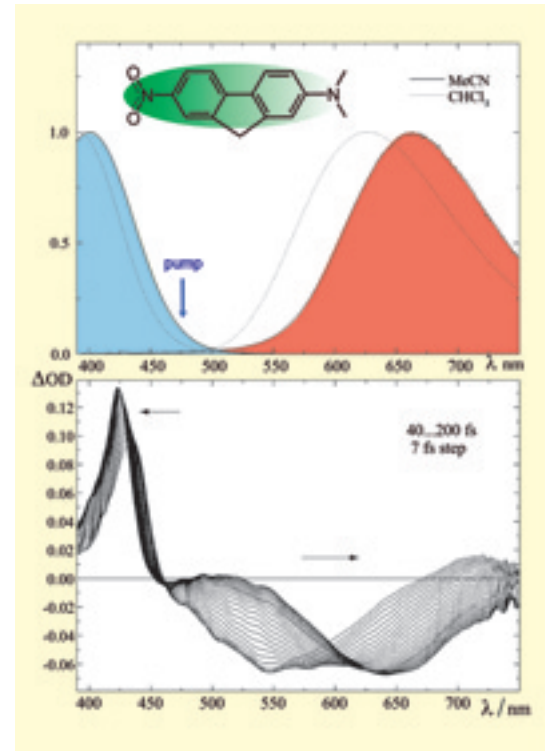 O
N
O
N
MeCN
CHCl₃
1.0
0.5
0.0
pump
400 450 500 550 600 650 700
λ nm
ΔOD
0.12
0.10
0.08
0.06
0.04
0.02
0.00
-0.02
-0.04
-0.06
40...200 fs
7 fs step
400 450 500 550 600 650 700
λ / nm